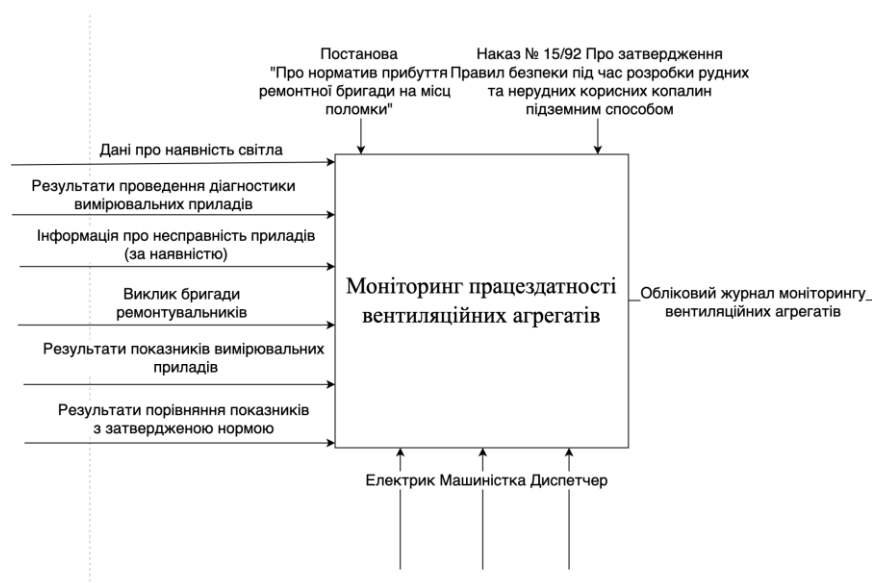 Постанова
"Про норматив прибуття
ремонтної бригади на місц
поломки"
Наказ № 15/92 Про затвердження
Правил безпеки під час розробки рудних
та нерудних корисних копалин
підземним способом
Дані про наявність світла
Результати проведення діагностики
вимірювальних приладів
Інформація про несправність приладів
(за наявністю)
Виклик бригади
ремонтувальників
Результати показників вимірювальних
приладів
Результати порівняння показників
з затвердженою нормою
Моніторинг працездатності
вентиляційних агрегатів
Обліковий журнал моніторингу
вентиляційних агрегатів
Електрик Машиністка Диспетчер